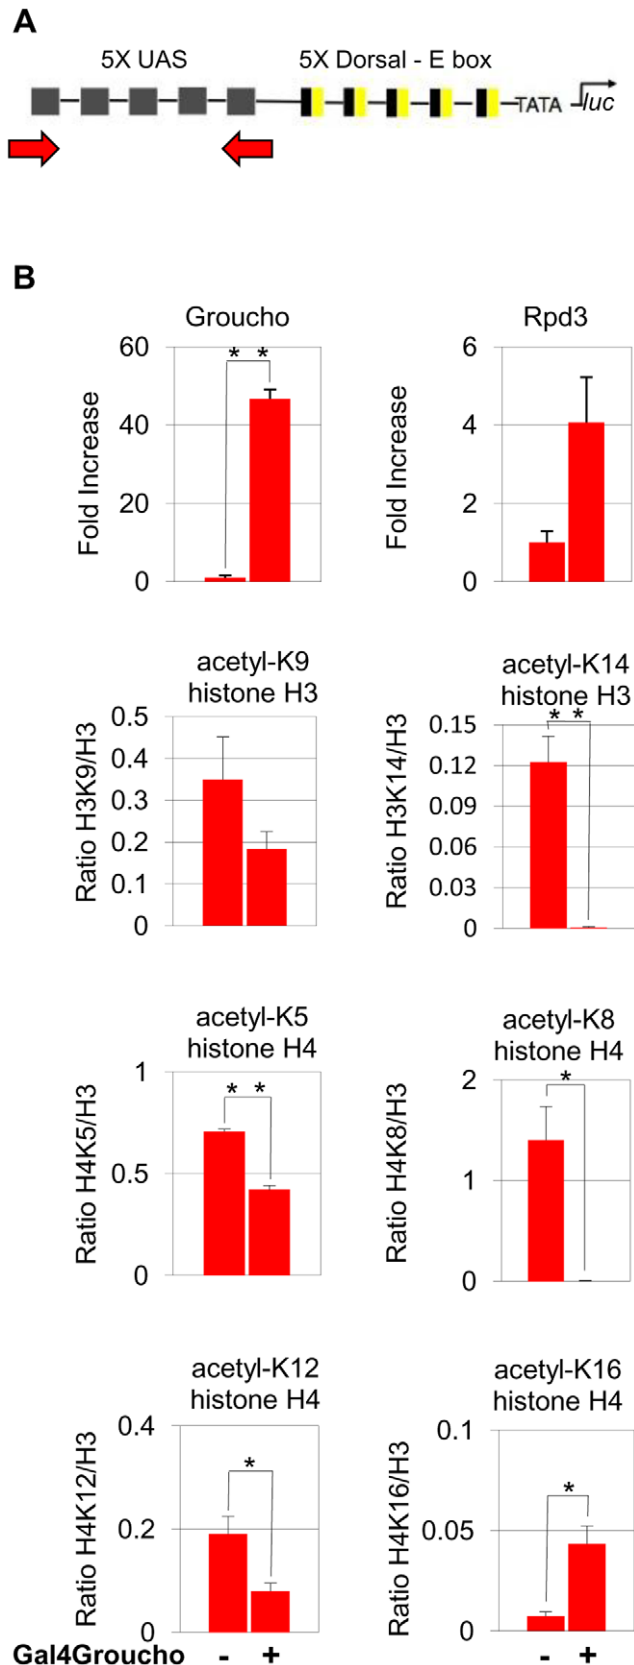 A
5X UAS 5X Dorsal - E box
TATA luc
B
Groucho
Fold Increase
60
40
20
0
* *
Rpd3
Fold Increase
6
4
2
0
acetyl-K9
histone H3
Ratio H3K9/H3
0.5
0.4
0.3
0.2
0.1
0
acetyl-K14
histone H3
Ratio H3K14/H3
0.15
0.12
0.09
0.06
0.03
0
* *
acetyl-K5
histone H4
Ratio H4K5/H3
1
0.5
0
* *
acetyl-K8
histone H4
Ratio H4K8/H3
2
1
0
*
acetyl-K12
histone H4
Ratio H4K12/H3
0.4
0.2
0
*
acetyl-K16
histone H4
Ratio H4K16/H3
0.1
0.05
0
*
Gal4Groucho - + - +